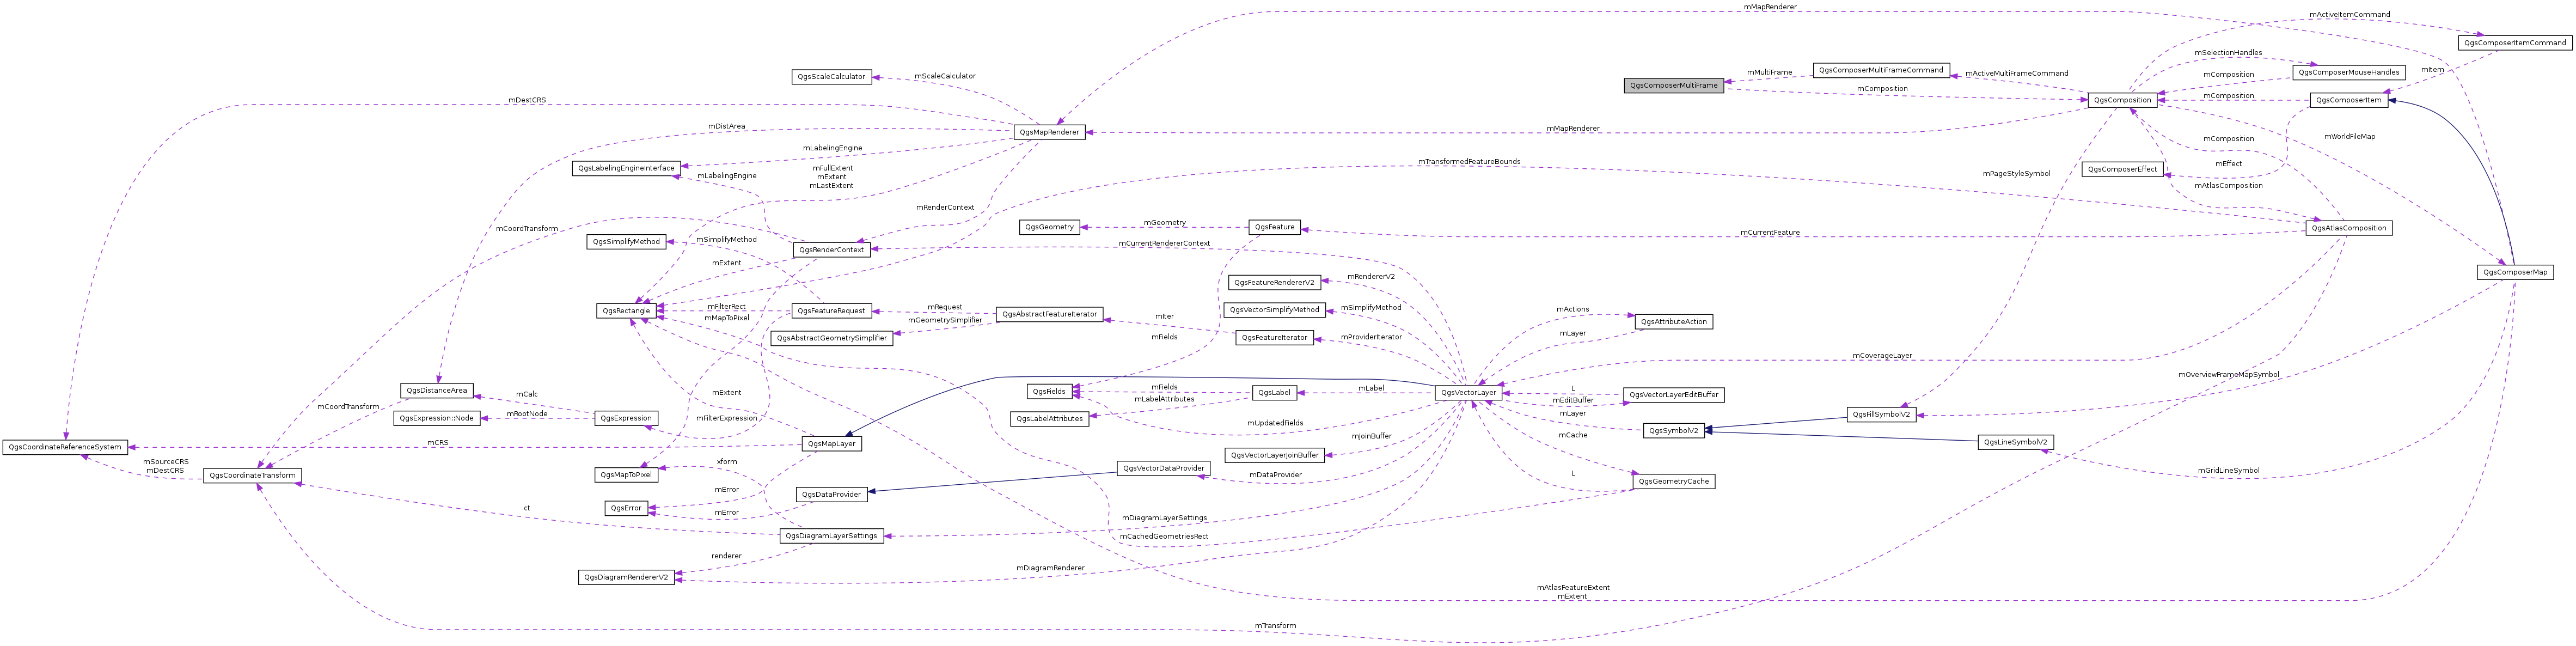 mMapRenderer
mActiveItemCommand
QgsComposerItemCommand
mSelectionHandles
mItem
QgsComposerMultiFrameCommand
mActiveMultiFrameCommand
mMultiFrame
QgsComposerMouseHandles
mComposition
QgsScaleCalculator
mScaleCalculator
QgsComposerMultiFrame
mComposition
mDestCRS
QgsComposition
mComposition
QgsComposerItem
mDistArea
QgsMapRenderer
mMapRenderer
mWorldFileMap
mComposition
mLabelingEngine
mTransformedFeatureBounds
mEffect
QgsLabelingEngineInterface
mFullExtent
mExtent
mLastExtent
mLabelingEngine
QgsComposerEffect
mPageStyleSymbol
mAtlasComposition
mRenderContext
QgsGeometry
mGeometry
QgsFeature
mCoordTransform
mCurrentFeature
QgsAtlasComposition
QgsSimplifyMethod
mSimplifyMethod
QgsRenderContext
mCurrentRendererContext
mExtent
QgsComposerMap
QgsFeatureRendererV2
mRendererV2
QgsRectangle
mFilterRect
mMapToPixel
QgsFeatureRequest
mRequest
QgsAbstractFeatureIterator
mGeometrySimplifier
mIter
QgsVectorSimplifyMethod
mSimplifyMethod
mActions
QgsAttributeAction
mLayer
QgsAbstractGeometrySimplifier
mFields
QgsFeatureIterator
mProviderIterator
mCoverageLayer
mOverviewFrameMapSymbol
QgsDistanceArea
mCalc
mExtent
QgsFields
mFields
mLabelAttributes
QgsLabel
mLabel
QgsVectorLayer
L
mEditBuffer
QgsVectorLayerEditBuffer
mCoordTransform
QgsExpression::Node
mRootNode
QgsExpression
mFilterExpression
QgsLabelAttributes
mUpdatedFields
mLayer
QgsSymbolV2
QgsFillSymbolV2
QgsCoordinateReferenceSystem
mCRS
QgsMapLayer
mJoinBuffer
mCache
QgsLineSymbolV2
mSourceCRS
mDestCRS
QgsCoordinateTransform
QgsVectorLayerJoinBuffer
xform
QgsMapToPixel
QgsVectorDataProvider
mDataProvider
L
QgsGeometryCache
mGridLineSymbol
mError
QgsDataProvider
QgsError
mError
ct
mDiagramLayerSettings
QgsDiagramLayerSettings
mCachedGeometriesRect
renderer
QgsDiagramRendererV2
mDiagramRenderer
mAtlasFeatureExtent
mExtent
mTransform